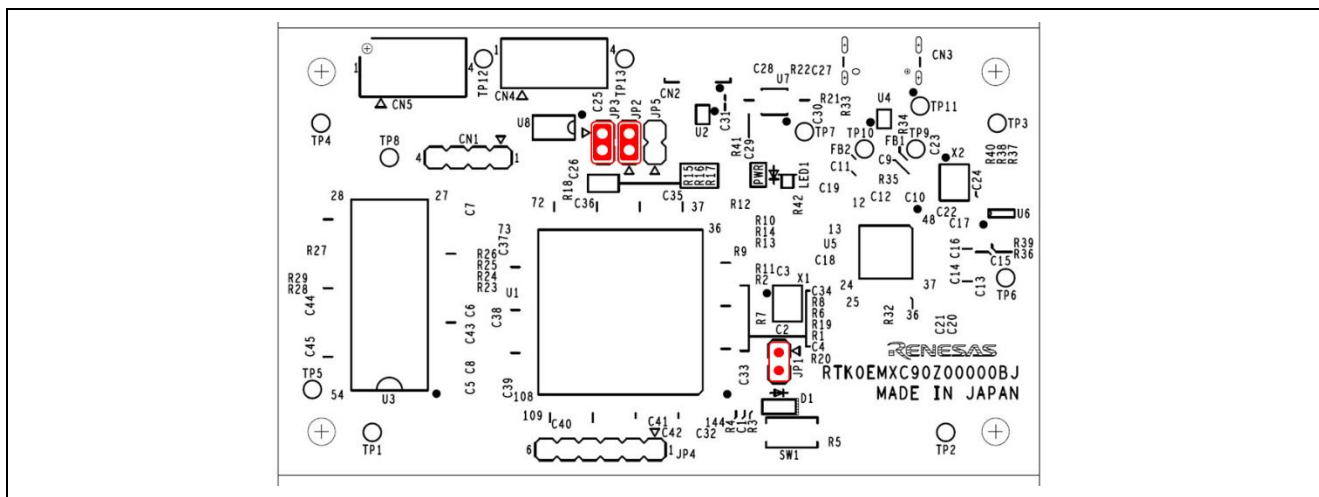 1 4 CN5 TP12
1 4 CN4 TP13
C25 JP3 JP2 JP5
CN2 C31 U2
C28 U7 R22 C27
R21 C30 TP7
R33 CN3
U4 R34 TP11
TP4 TP8 4 CN1 1
U8 C26 R18
R15 R16 R17
R41 C29
PWR LED1 R42
TP10 TP9
FB2 FB1 C23
C11 C9 R35
X2 C24
TP3
R40 R38 R37
C19 C12 C10
12 48 C22 C17 U6
28 27 C7
72 C36 C35 37
R12
73 36
C37
R10
R14
R13
R9
13 U5 C18
C16 C15 R39
R36
C14 C13 TP6
R27
R26
R25
R24
R23
U1
R29
R28
C44
C6 C38
C43
R11 C3 X1
R2
C34
R8
R6
R19
R1
C4
R20
R7 C2
24 37
25 36
R32 C21 C20
C45
TP5
54 U3
C5 C8
C39
108
C33
JP1
RENESAS
RTK0EMXC90Z00000BJ
MADE IN JAPAN
D1
109 C40 C41 144
C42 C32 R4 C1 R3
TP1
6 1 JP4
SW1 R5
TP2